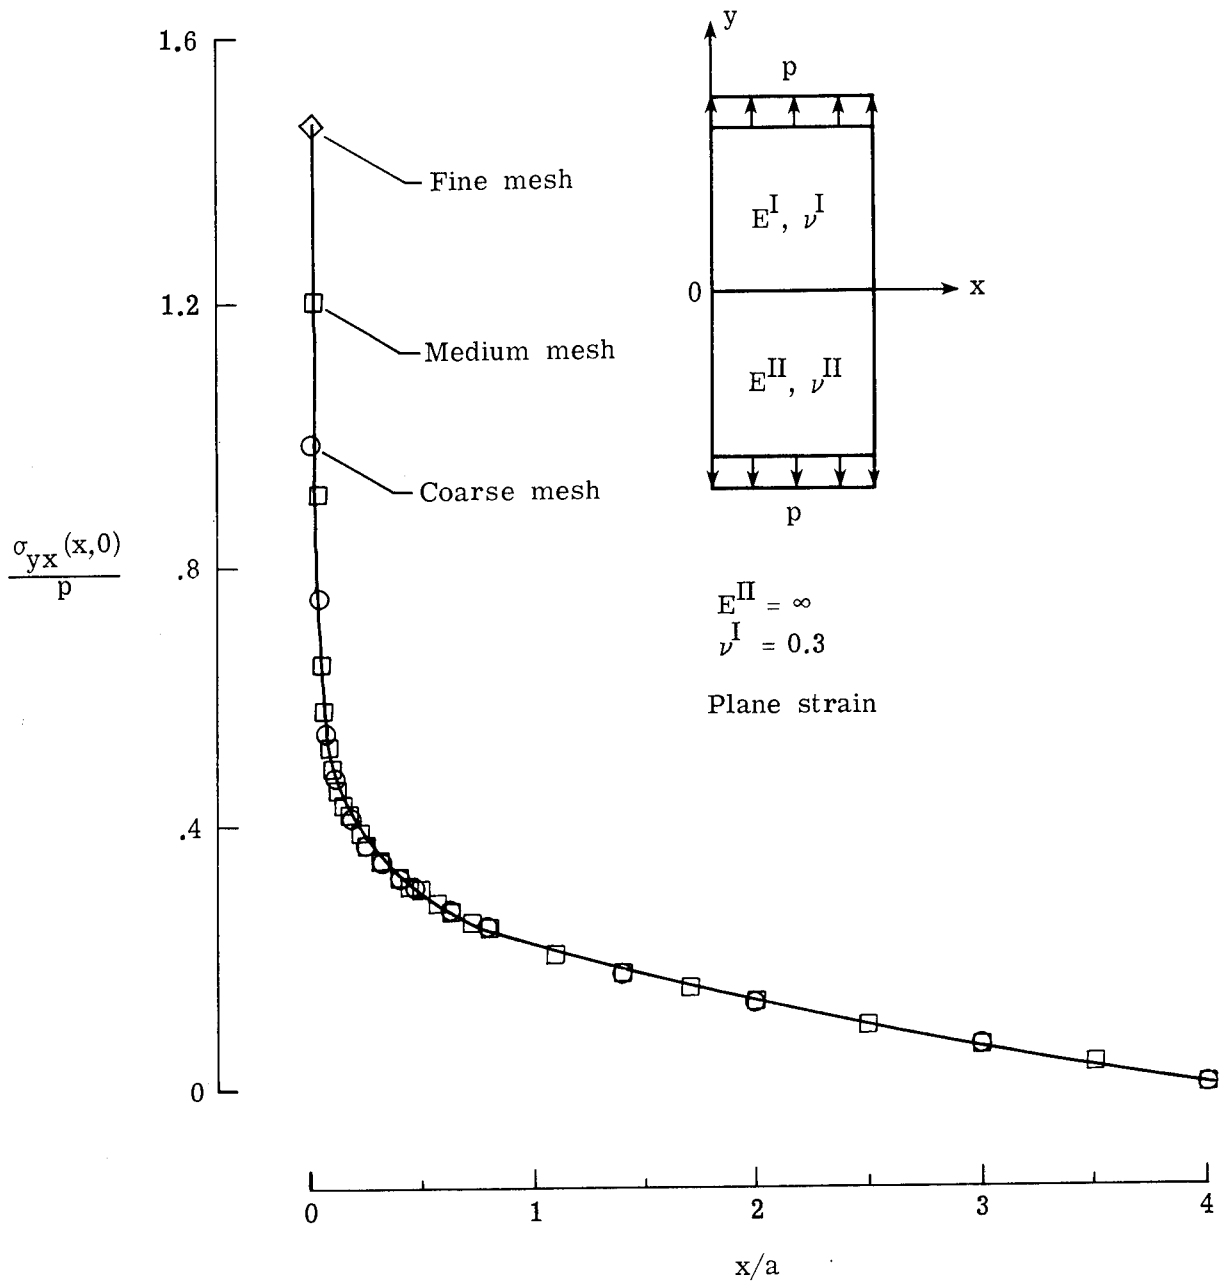 1.6
1.2
.8
.4
0
σyx(x,0)
p
Fine mesh
Medium mesh
Coarse mesh
y
p
E^I, ν^I
0
x
E^II, ν^II
p
E^II = ∞
ν^I = 0.3
Plane strain
0
1
2
3
4
x/a